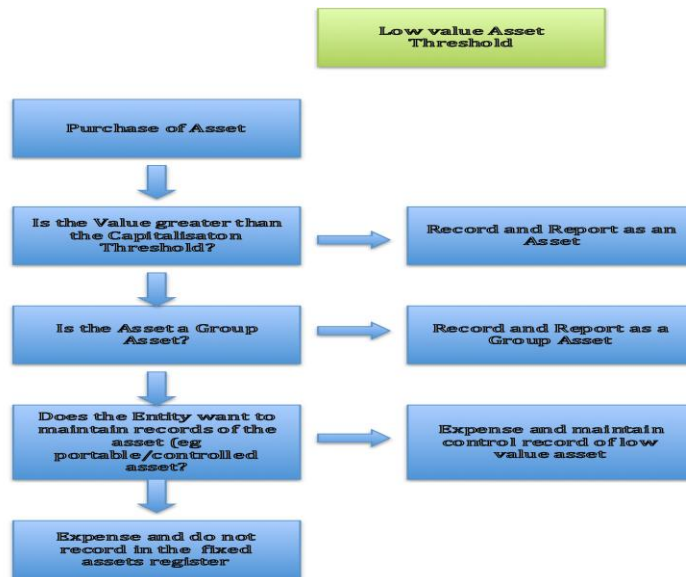 Low value Asset
Threshold
Purchase of Asset
Is the Value greater than
the Capitalisaton
Threshold?
Record and Report as an
Asset
Is the Asset a Group
Asset?
Record and Report as a
Group Asset
Does the Entity want to
maintain records of the
asset (eg
portable/controlled
asset?
Expense and maintain
control record of low
value asset
Expense and do not
record in the fixed
assets register